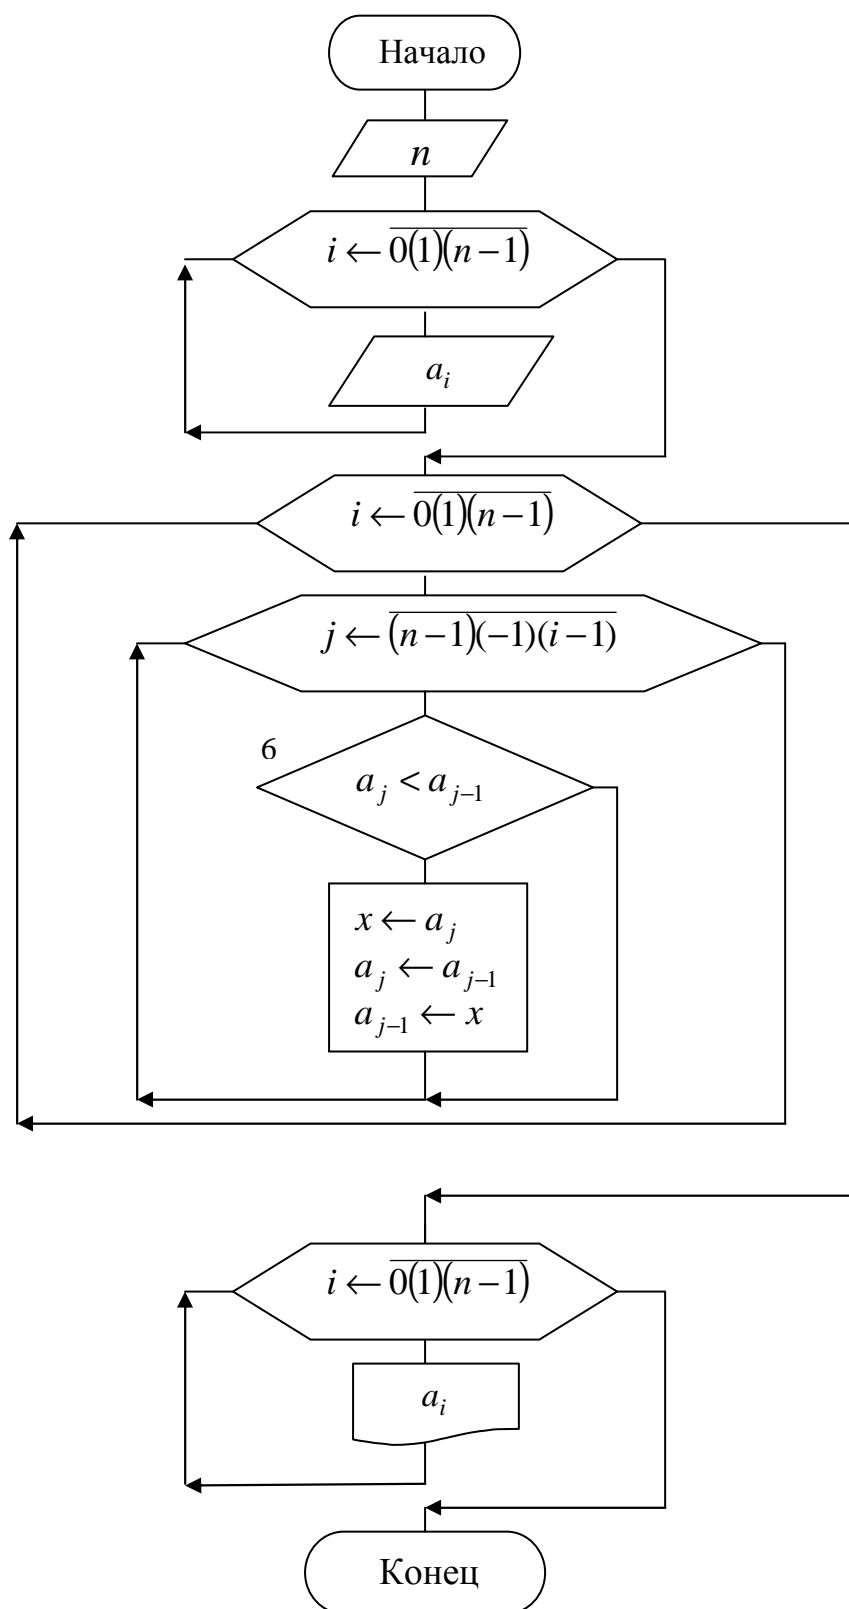 Начало
n
i ← 0(1)(n − 1)
a_i
i ← 0(1)(n − 1)
j ← (n − 1)(−1)(i − 1)
6
a_j < a_{j−1}
x ← a_j
a_j ← a_{j−1}
a_{j−1} ← x
i ← 0(1)(n − 1)
a_i
Конец